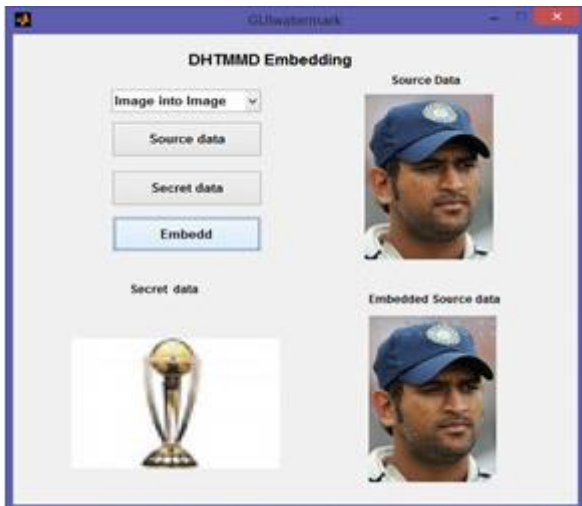 GUIwatermark
DHTMMD Embedding
Source Data
Image into Image
Source data
Secret data
Embedd
Secret data
Embedded Source data